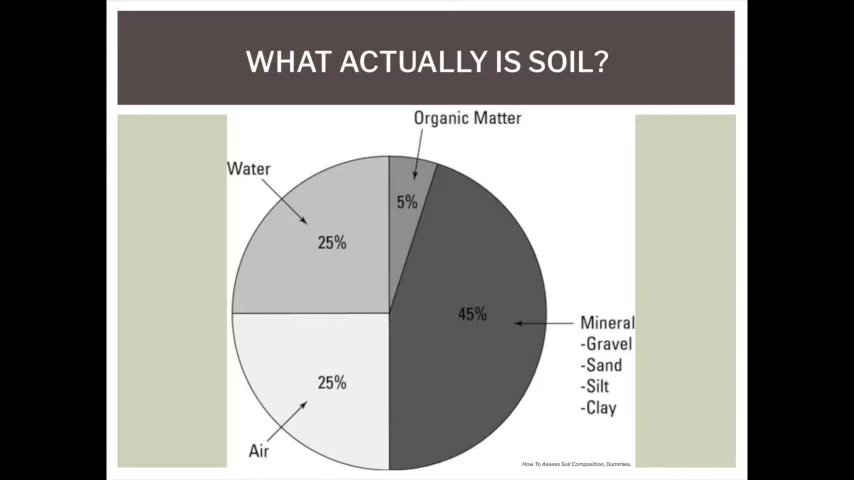 WHAT ACTUALLY IS SOIL?
Organic Matter
Water
5%
25%
45%
Mineral
-Gravel
-Sand
-Silt
-Clay
25%
Air
How To Assess Soil Composition, Dummies.